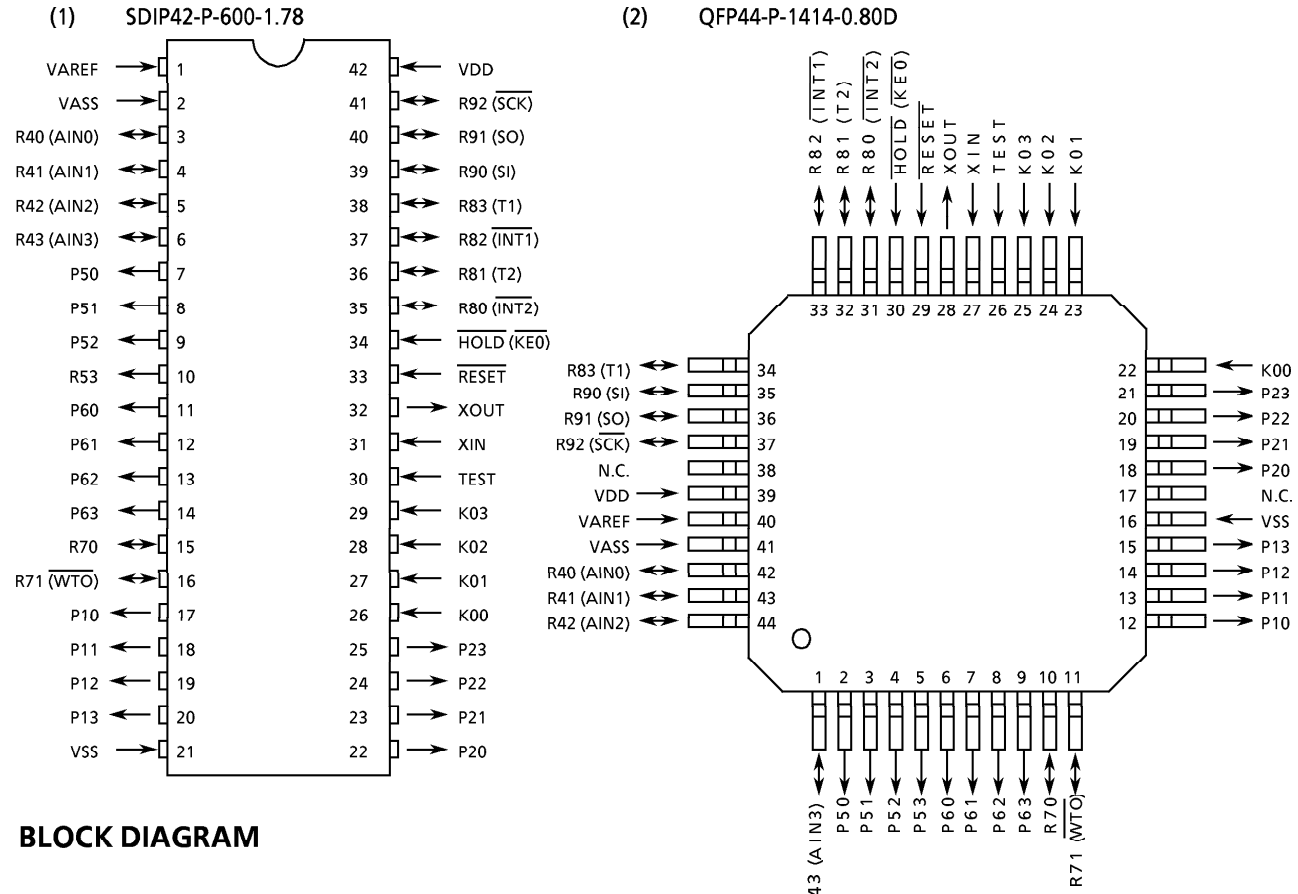 (1) SDIP42-P-600-1.78
(2) QFP44-P-1414-0.80D
VAREF 1 42 VDD
VASS 2 41 R92 (SCK)
R40 (AIN0) 3 40 R91 (SO)
R41 (AIN1) 4 39 R90 (SI)
R42 (AIN2) 5 38 R83 (T1)
R43 (AIN3) 6 37 R82 (INT1)
P50 7 36 R81 (T2)
P51 8 35 R80 (INT2)
P52 9 34 HOLD (KE0)
R53 10 33 RESET
P60 11 32 XOUT
P61 12 31 XIN
P62 13 30 TEST
P63 14 29 K03
R70 15 28 K02
R71 (WTO) 16 27 K01
P10 17 26 K00
P11 18 25 P23
P12 19 24 P22
P13 20 23 P21
VSS 21 22 P20
R82 (INT1)
R81 (T2)
R80 (INT2)
HOLD (KE0)
RESET
XOUT
XIN
TEST
K03
K02
K01
33 32 31 30 29 28 27 26 25 24 23
R83 (T1) 34 22 K00
R90 (SI) 35 21 P23
R91 (SO) 36 20 P22
R92 (SCK) 37 19 P21
N.C. 38 18 P20
VDD 39 17 N.C.
VAREF 40 16 VSS
VASS 41 15 P13
R40 (AIN0) 42 14 P12
R41 (AIN1) 43 13 P11
R42 (AIN2) 44 12 P10
1 2 3 4 5 6 7 8 9 10 11
43 (AIN3)
P50
P51
P52
P53
P60
P61
P62
P63
R70
R71 (WTO)
BLOCK DIAGRAM